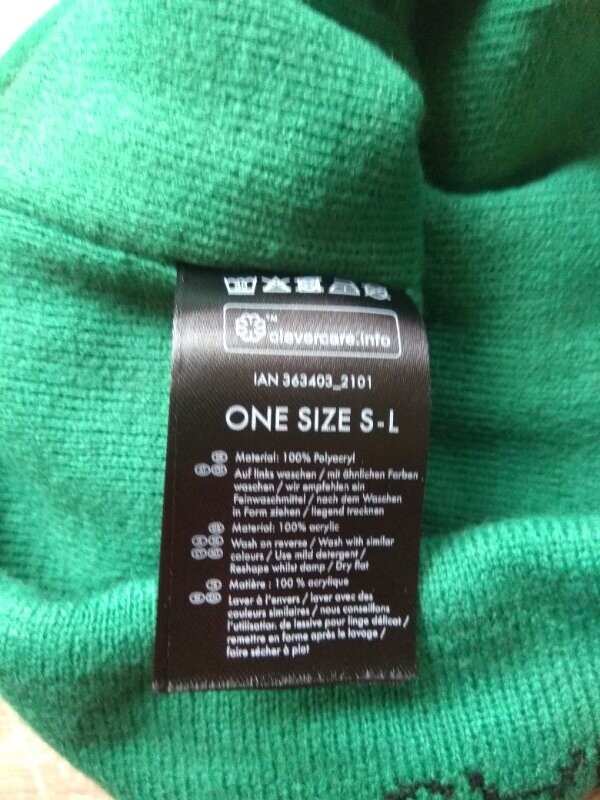 ™
clevercare.info
IAN 363403_2101
ONE SIZE S-L
Material: 100% Polyacryl
Auf links waschen / mit ähnlichen Farben
waschen / wir empfehlen ein
Feinwaschmittel / nach dem Waschen
in Form ziehen / liegend trocknen
Material: 100% acrylic
Wash on reverse / Wash with similar
colours / Use mild detergent /
Reshape whilst damp / Dry flat
Matière : 100 % acrylique
Laver à l'envers / laver avec des
couleurs similaires / nous conseillons
l'utilisation de lessive pour linge délicat /
remettre en forme après le lavage /
faire sécher à plat